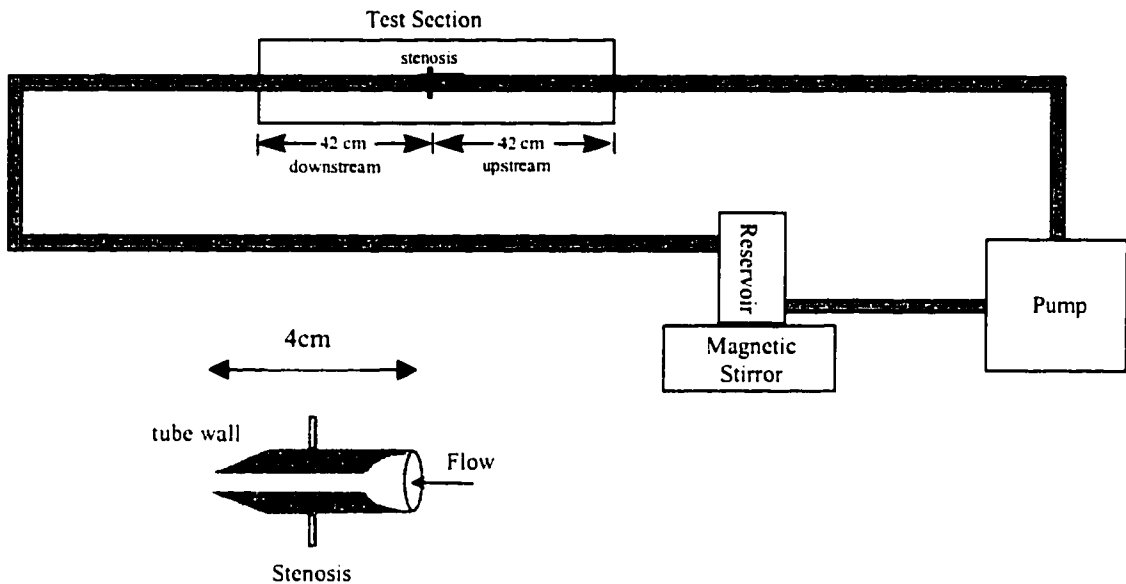 Test Section
stenosis
42 cm
42 cm
downstream
upstream
Reservoir
Pump
Magnetic
Stirror
4cm
tube wall
Flow
Stenosis